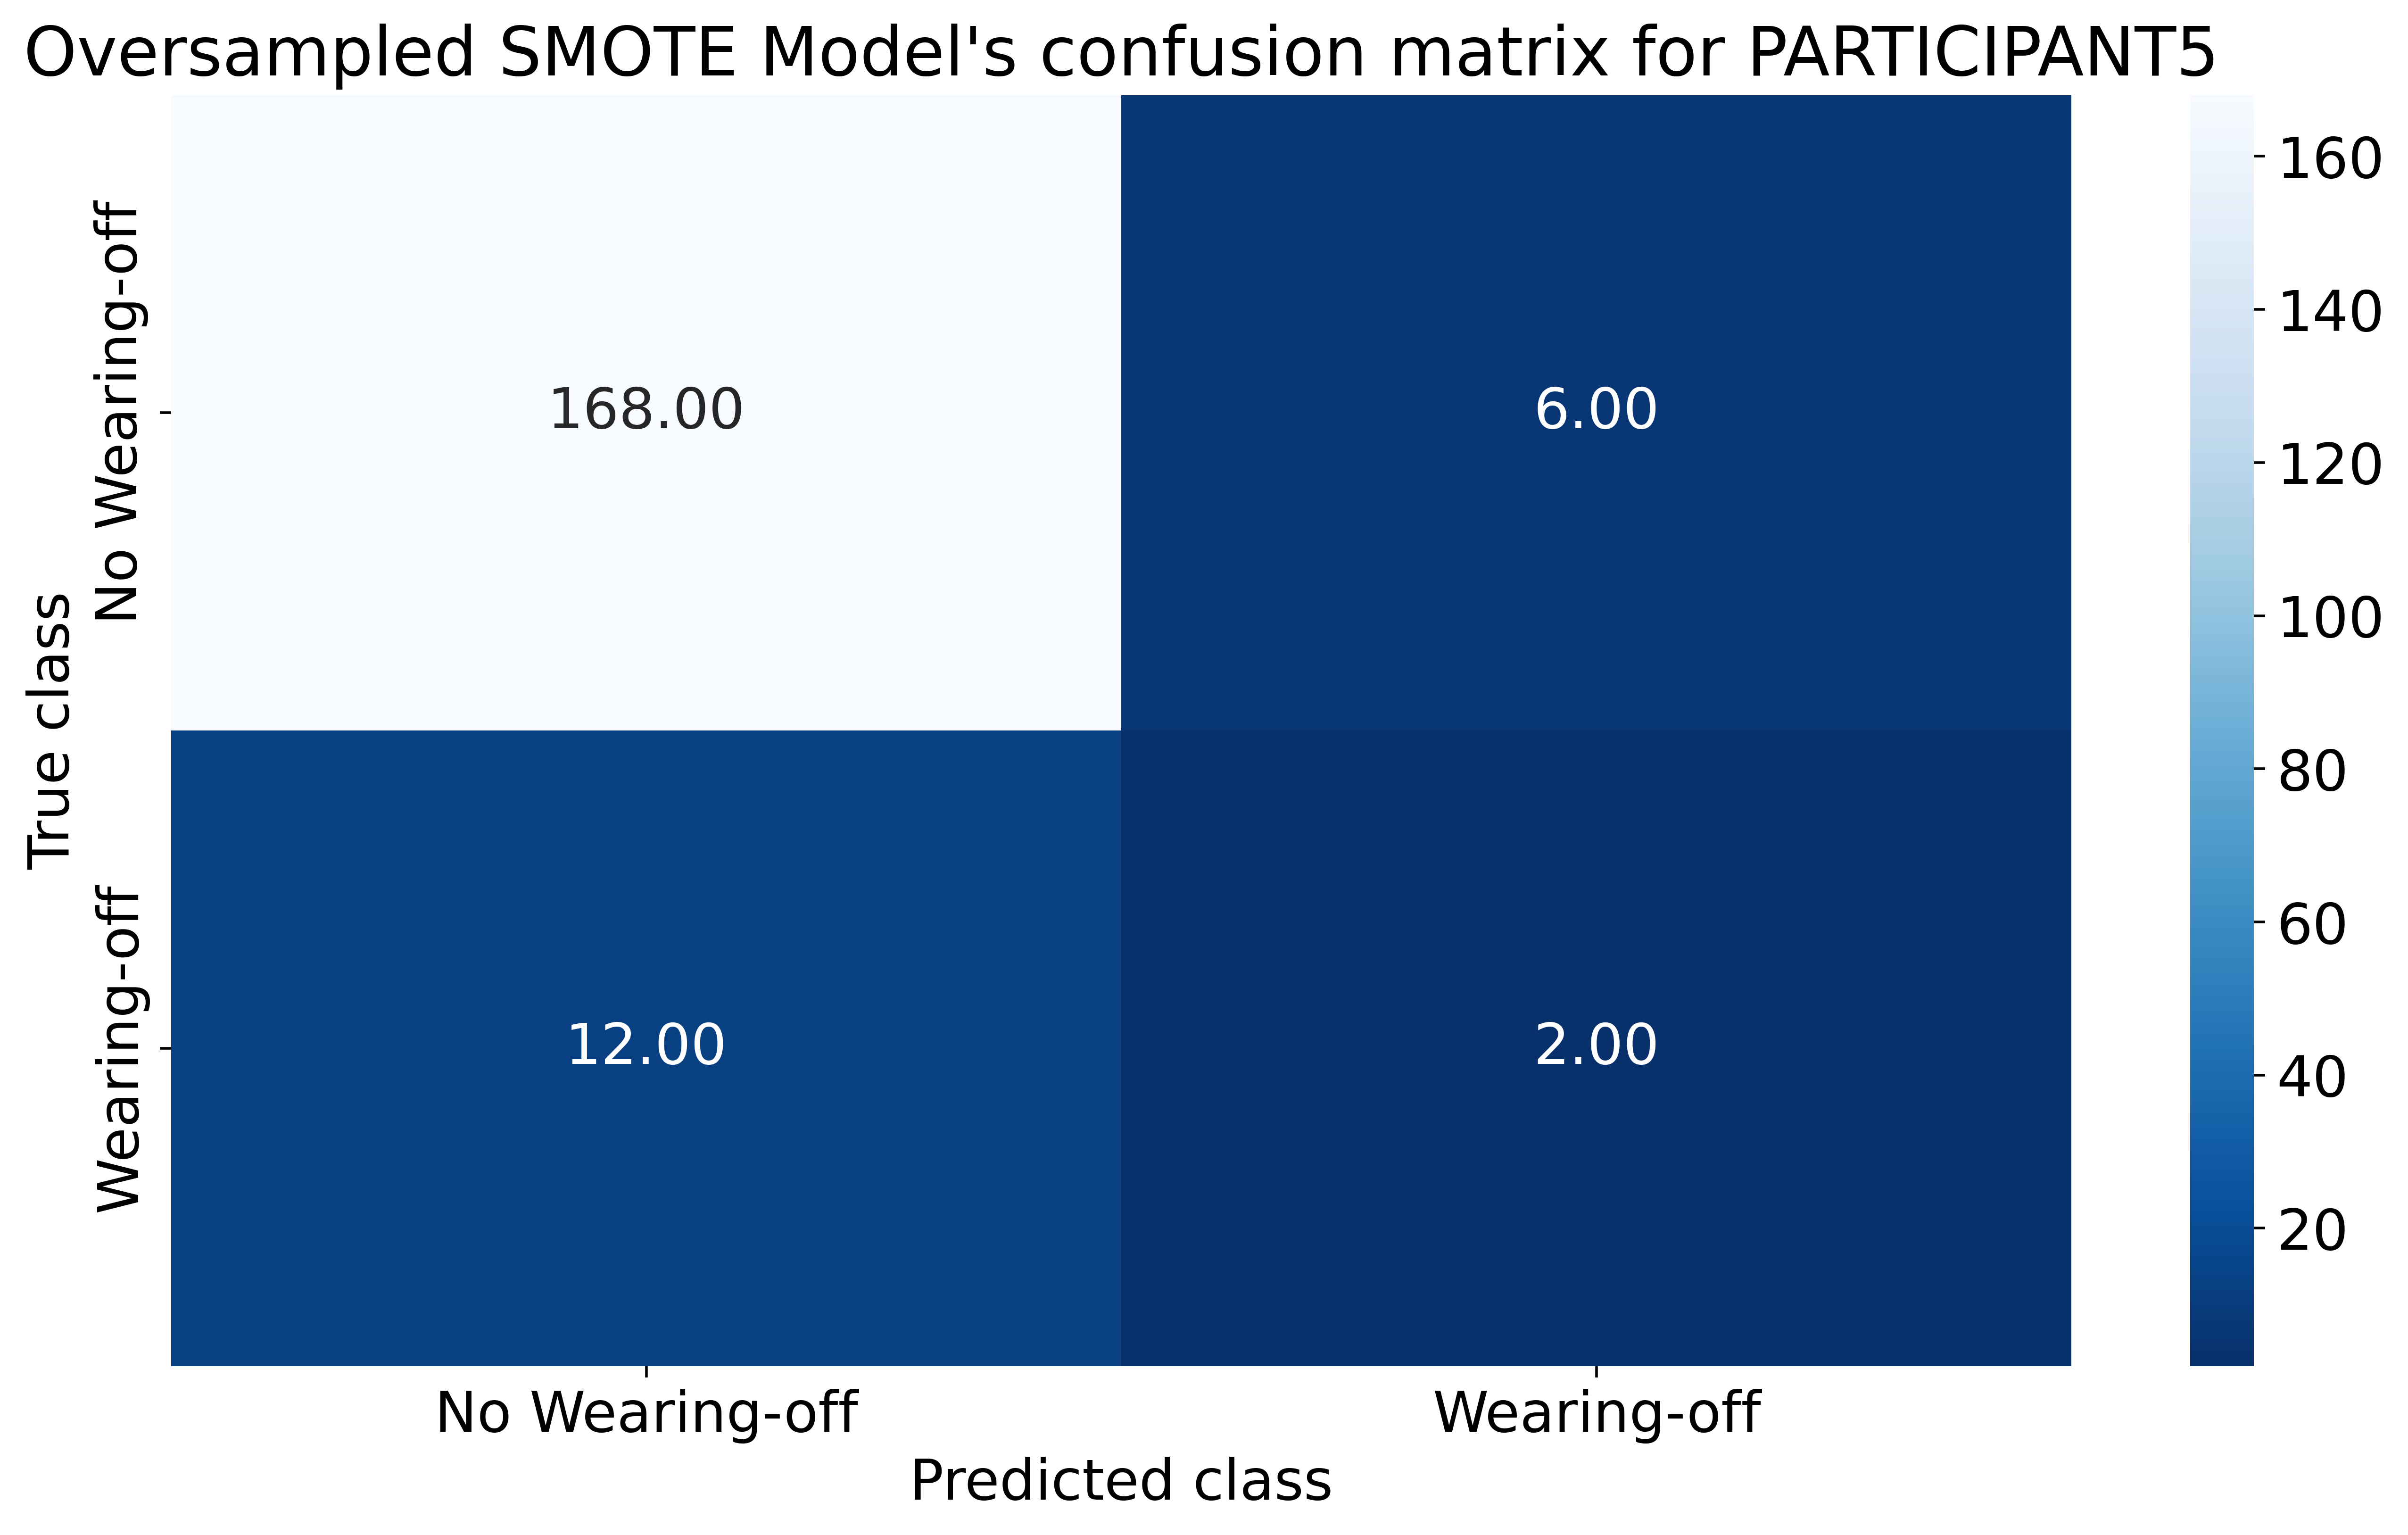 Oversampled SMOTE Model's confusion matrix for PARTICIPANT5
True class
No Wearing-off
Wearing-off
168.00
6.00
12.00
2.00
No Wearing-off
Wearing-off
Predicted class
160
140
120
100
80
60
40
20